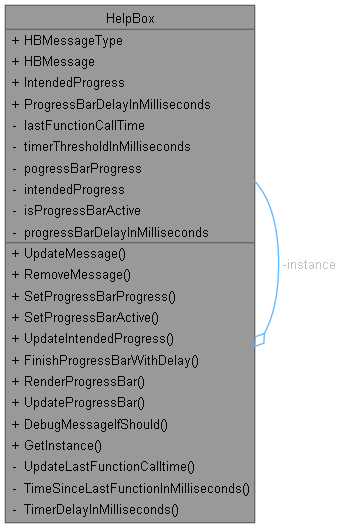 HelpBox
+ HBMessageType
+ HBMessage
+ IntendedProgress
+ ProgressBarDelayInMilliseconds
- lastFunctionCallTime
- timerThresholdInMilliseconds
- pogressBarProgress
- intendedProgress
- isProgressBarActive
- progressBarDelayInMilliseconds
+ UpdateMessage()
+ RemoveMessage()
+ SetProgressBarProgress()
+ SetProgressBarActive()
+ UpdateIntendedProgress()
+ FinishProgressBarWithDelay()
+ RenderProgressBar()
+ UpdateProgressBar()
+ DebugMessageIfShould()
+ GetInstance()
- UpdateLastFunctionCalltime()
- TimeSinceLastFunctionInMilliseconds()
- TimerDelayInMilliseconds()
-instance